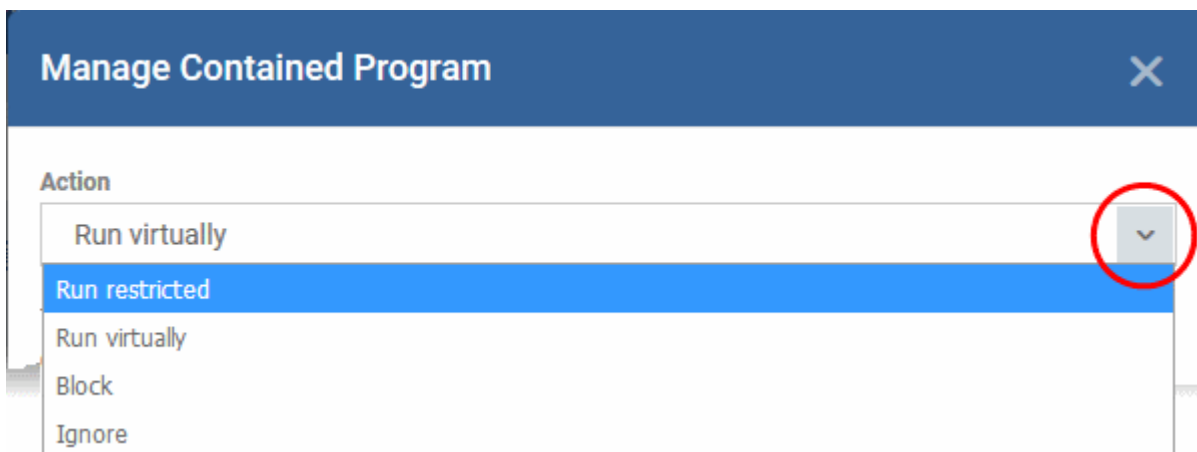 Manage Contained Program
Action
Run virtually
Run restricted
Run virtually
Block
Ignore